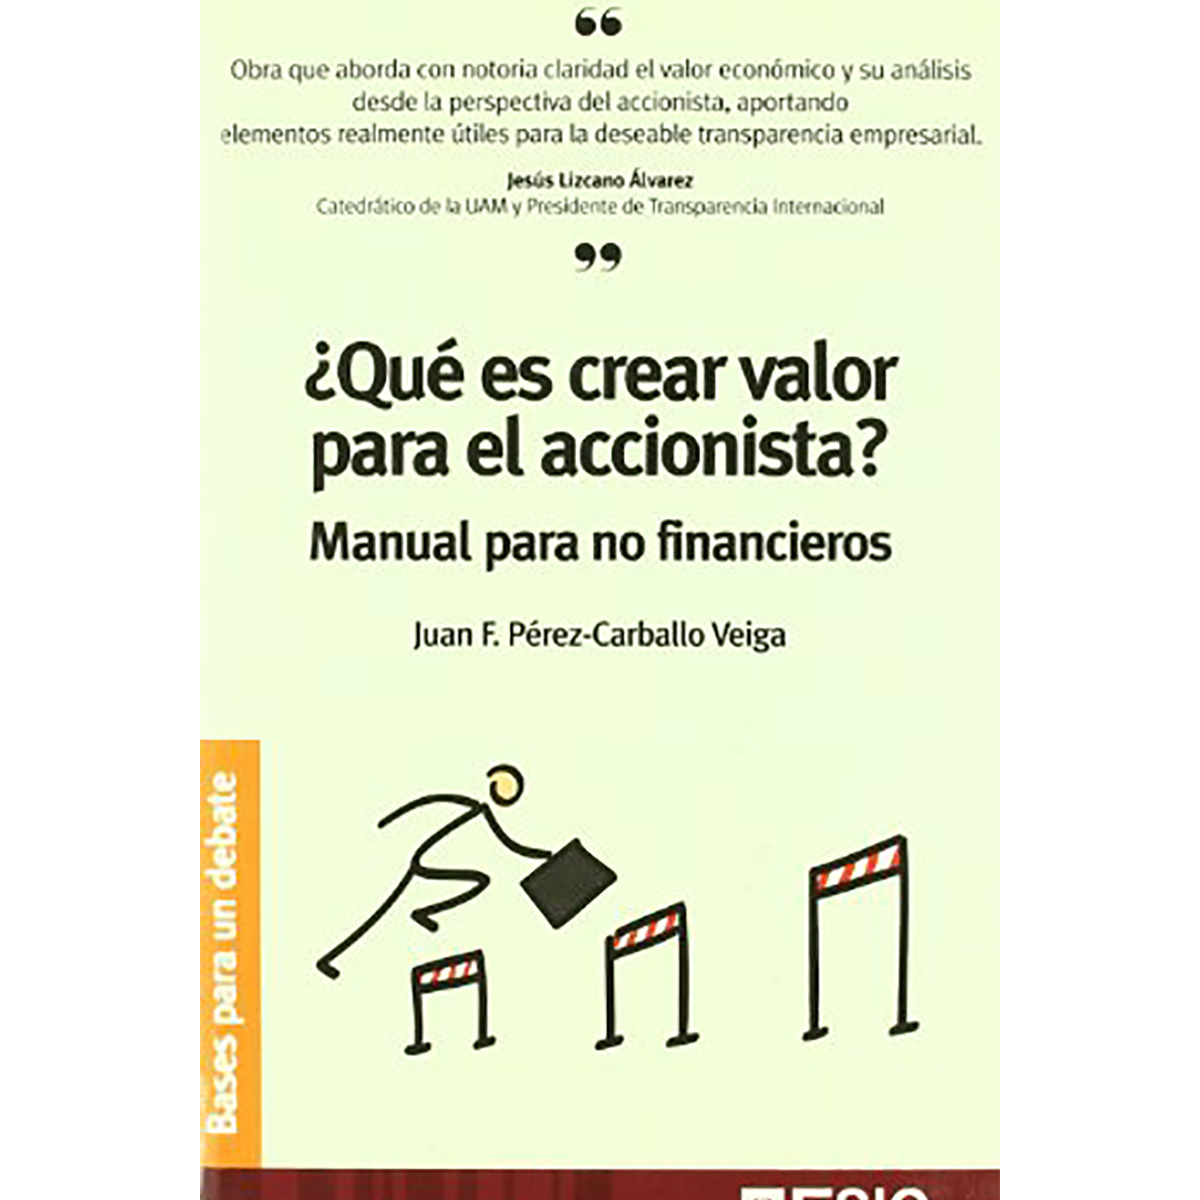 “
Obra que aborda con notoria claridad el valor económico y su análisis
desde la perspectiva del accionista, aportando
elementos realmente útiles para la deseable transparencia empresarial.
Jesús Lizcano Álvarez
Catedrático de la UAM y Presidente de Transparencia Internacional
”
¿Qué es crear valor
para el accionista?
Manual para no financieros
Juan F. Pérez-Carballo Veiga
Bases para un debate
ESIC